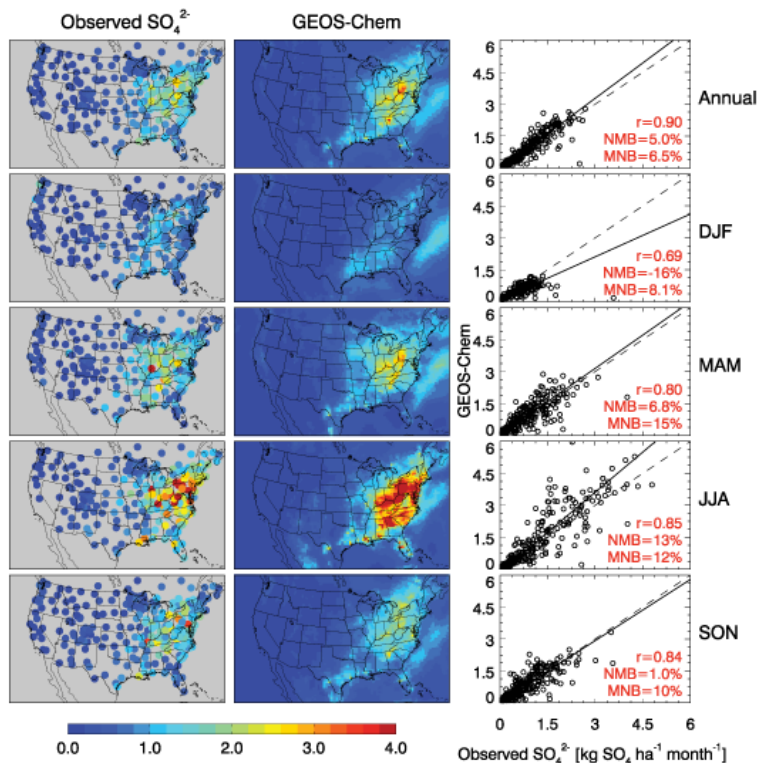 Observed SO₄²⁻
GEOS-Chem
6
4.5
3
1.5
0
r=0.90
NMB=5.0%
MNB=6.5%
Annual
6
4.5
3
1.5
0
r=0.69
NMB=-16%
MNB=8.1%
DJF
GEOS-Chem
6
4.5
3
1.5
0
r=0.80
NMB=6.8%
MNB=15%
MAM
6
4.5
3
1.5
0
r=0.85
NMB=13%
MNB=12%
JJA
6
4.5
3
1.5
0
r=0.84
NMB=1.0%
MNB=10%
SON
0 1.5 3 4.5 6
0.0 1.0 2.0 3.0 4.0
Observed SO₄²⁻ [kg SO₄ ha⁻¹ month⁻¹]